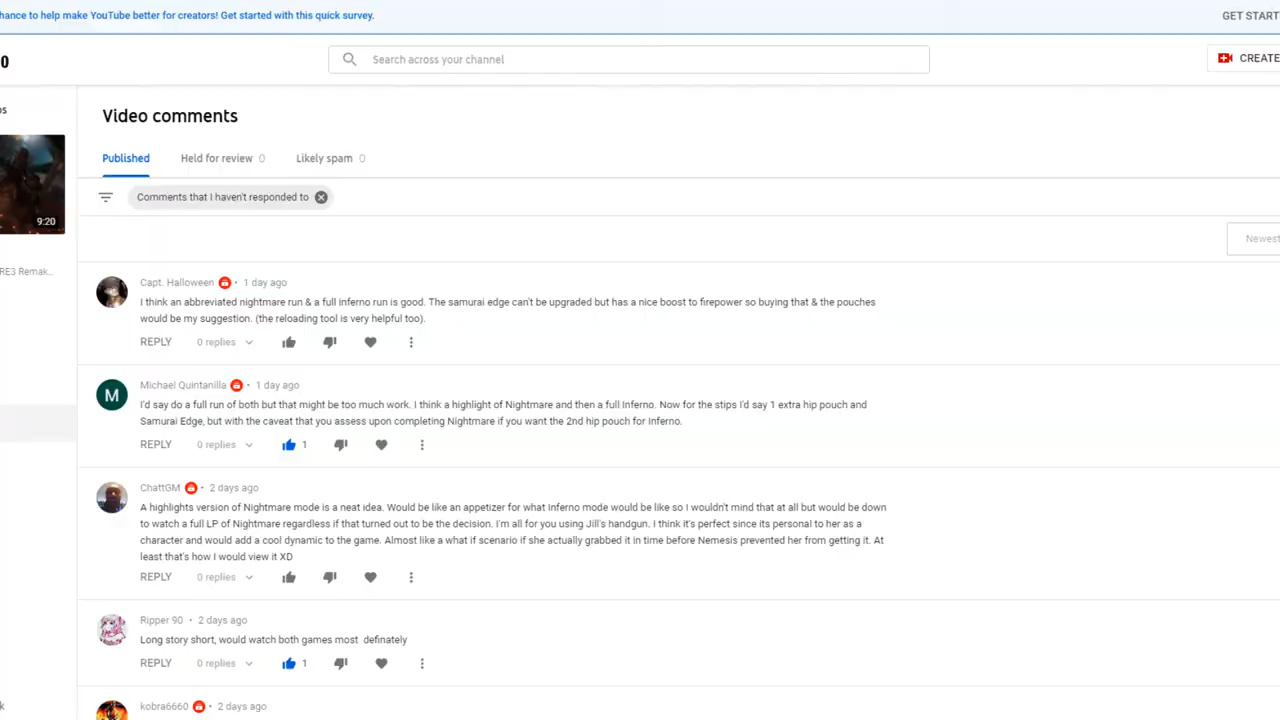 hance to help make YouTube better for creators! Get started with this quick survey.
GET START
0
Search across your channel
CREATE
os
Video comments
Published
Held for review 0
Likely spam 0
Comments that I haven't responded to
9:20
Newest
RE3 Remak...
Capt. Halloween • 1 day ago
I think an abbreviated nightmare run & a full inferno run is good. The samurai edge can't be upgraded but has a nice boost to firepower so buying that & the pouches
would be my suggestion. (the reloading tool is very helpful too).
REPLY 0 replies
M
Michael Quintanilla • 1 day ago
I'd say do a full run of both but that might be too much work. I think a highlight of Nightmare and then a full Inferno. Now for the stips I'd say 1 extra hip pouch and
Samurai Edge, but with the caveat that you assess upon completing Nightmare if you want the 2nd hip pouch for Inferno.
REPLY 0 replies 1
ChattGM • 2 days ago
A highlights version of Nightmare mode is a neat idea. Would be like an appetizer for what Inferno mode would be like so I wouldn't mind that at all but would be down
to watch a full LP of Nightmare regardless if that turned out to be the decision. I'm all for you using Jill's handgun. I think it's perfect since its personal to her as a
character and would add a cool dynamic to the game. Almost like a what if scenario if she actually grabbed it in time before Nemesis prevented her from getting it. At
least that's how I would view it XD
REPLY 0 replies
Ripper 90 • 2 days ago
Long story short, would watch both games most  definately
REPLY 0 replies 1
k
kobra6660 • 2 days ago